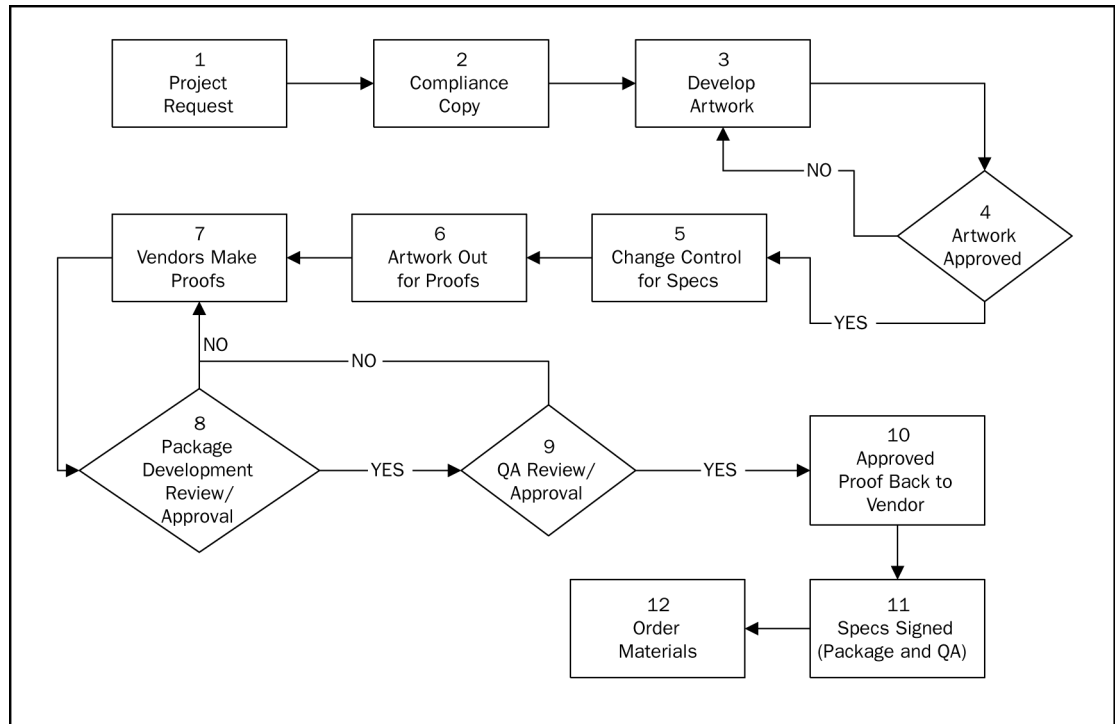 1
Project
Request
2
Compliance
Copy
3
Develop
Artwork
NO
4
Artwork
Approved
7
Vendors Make
Proofs
6
Artwork Out
for Proofs
5
Change Control
for Specs
YES
NO
NO
8
Package
Development
Review/
Approval
YES
9
QA Review/
Approval
YES
10
Approved
Proof Back to
Vendor
12
Order
Materials
11
Specs Signed
(Package and QA)